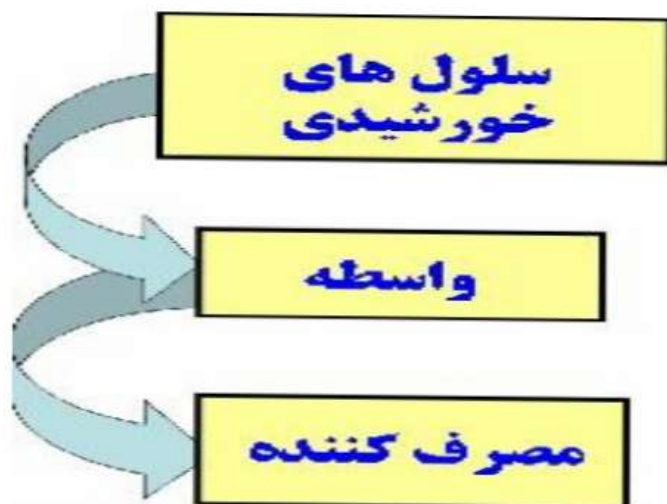 سلول های
خورشیدی
واسطه
مصرف کننده